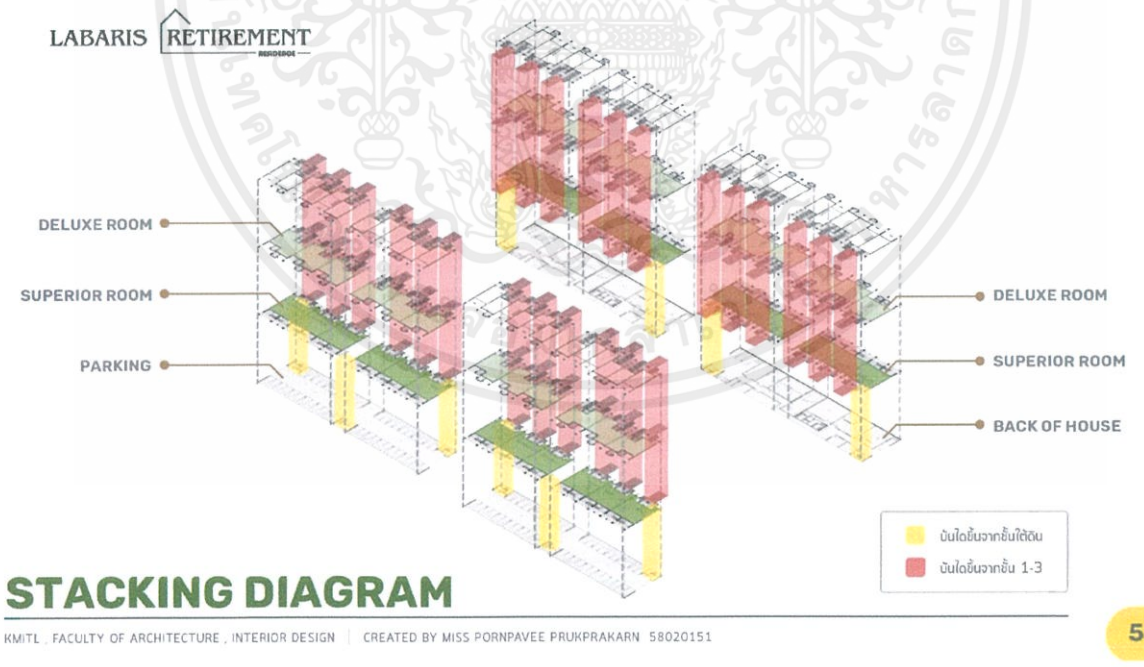 LABARIS RETIREMENT
RESIDENCE
DELUXE ROOM
SUPERIOR ROOM
PARKING
DELUXE ROOM
SUPERIOR ROOM
BACK OF HOUSE
บันไดขึ้นจากชั้นใต้ดิน
บันไดขึ้นจากชั้น 1-3
STACKING DIAGRAM
KMITL , FACULTY OF ARCHITECTURE , INTERIOR DESIGN | CREATED BY MISS PORNPAVEE PRUKPRAKARN 58020151
5